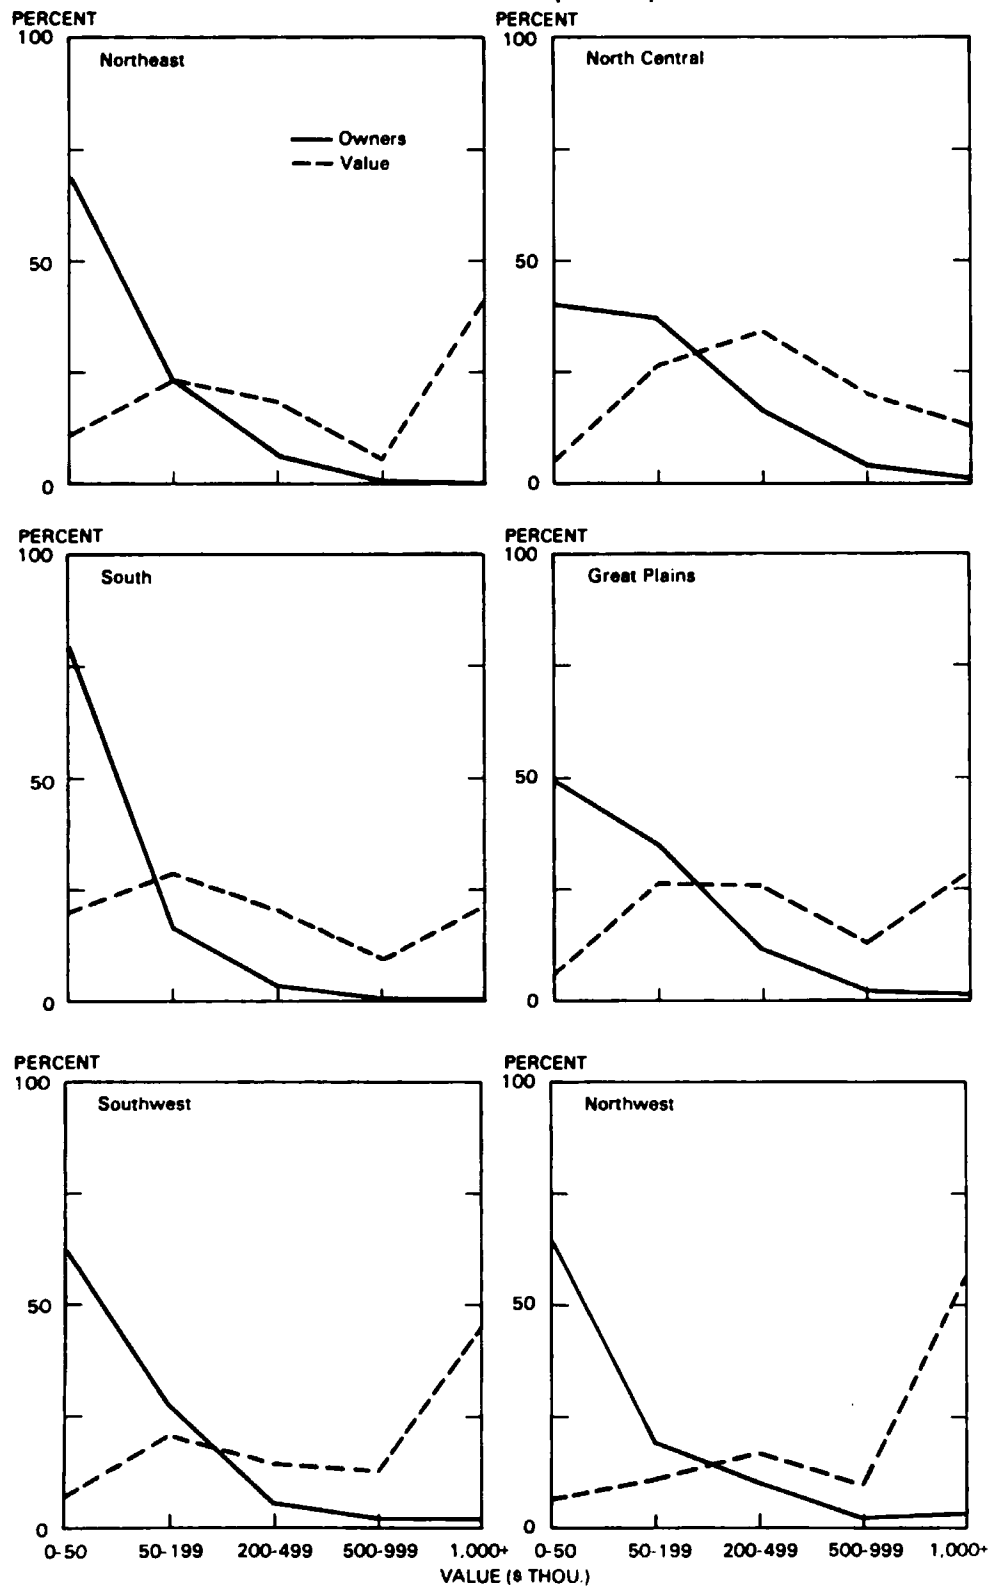 PERCENT
100
Northeast
Owners
Value
50
0
PERCENT
100
North Central
50
0
PERCENT
100
South
50
0
PERCENT
100
Great Plains
50
0
PERCENT
100
Southwest
50
0
0-50 50-199 200-499 500-999 1,000+
PERCENT
100
Northwest
50
0
0-50 50-199 200-499 500-999 1,000+
VALUE ($ THOU.)